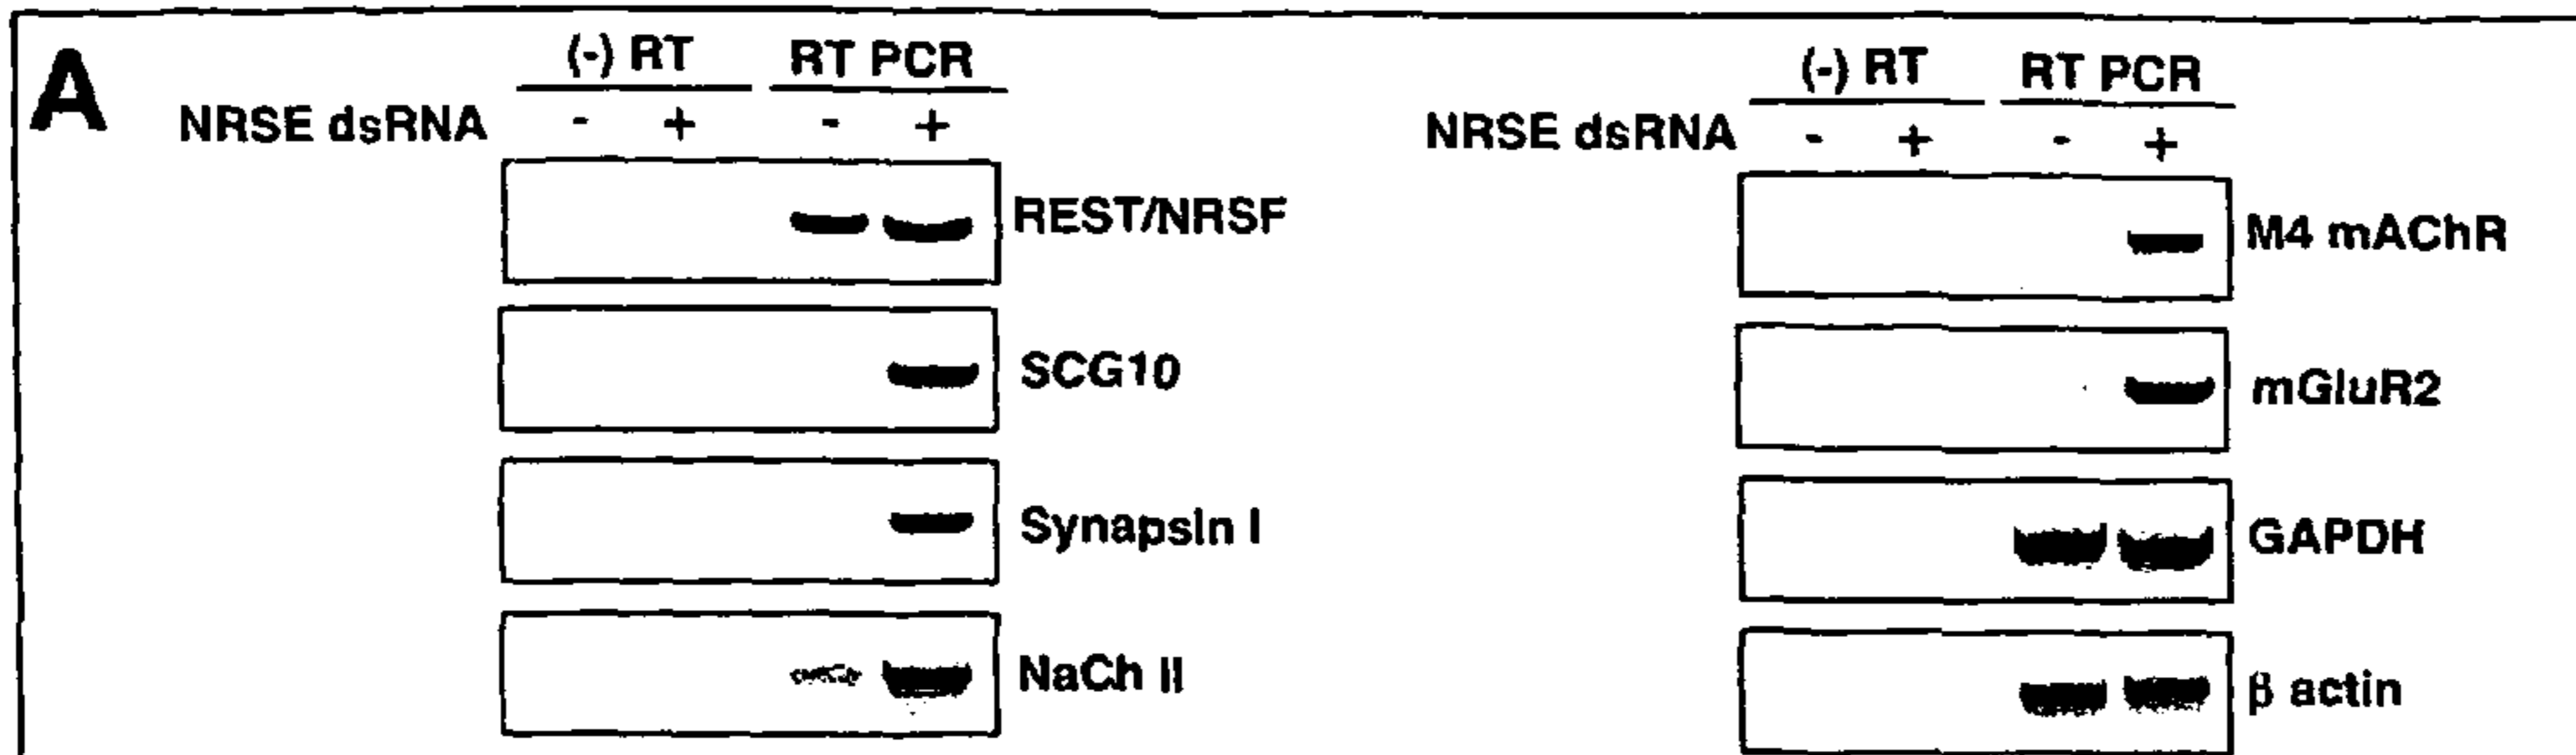 A
(-) RT RT PCR
NRSE dsRNA - + - +
REST/NRSF
SCG10
Synapsin I
NaCh II
(-) RT RT PCR
NRSE dsRNA - + - +
M4 mAChR
mGluR2
GAPDH
β actin